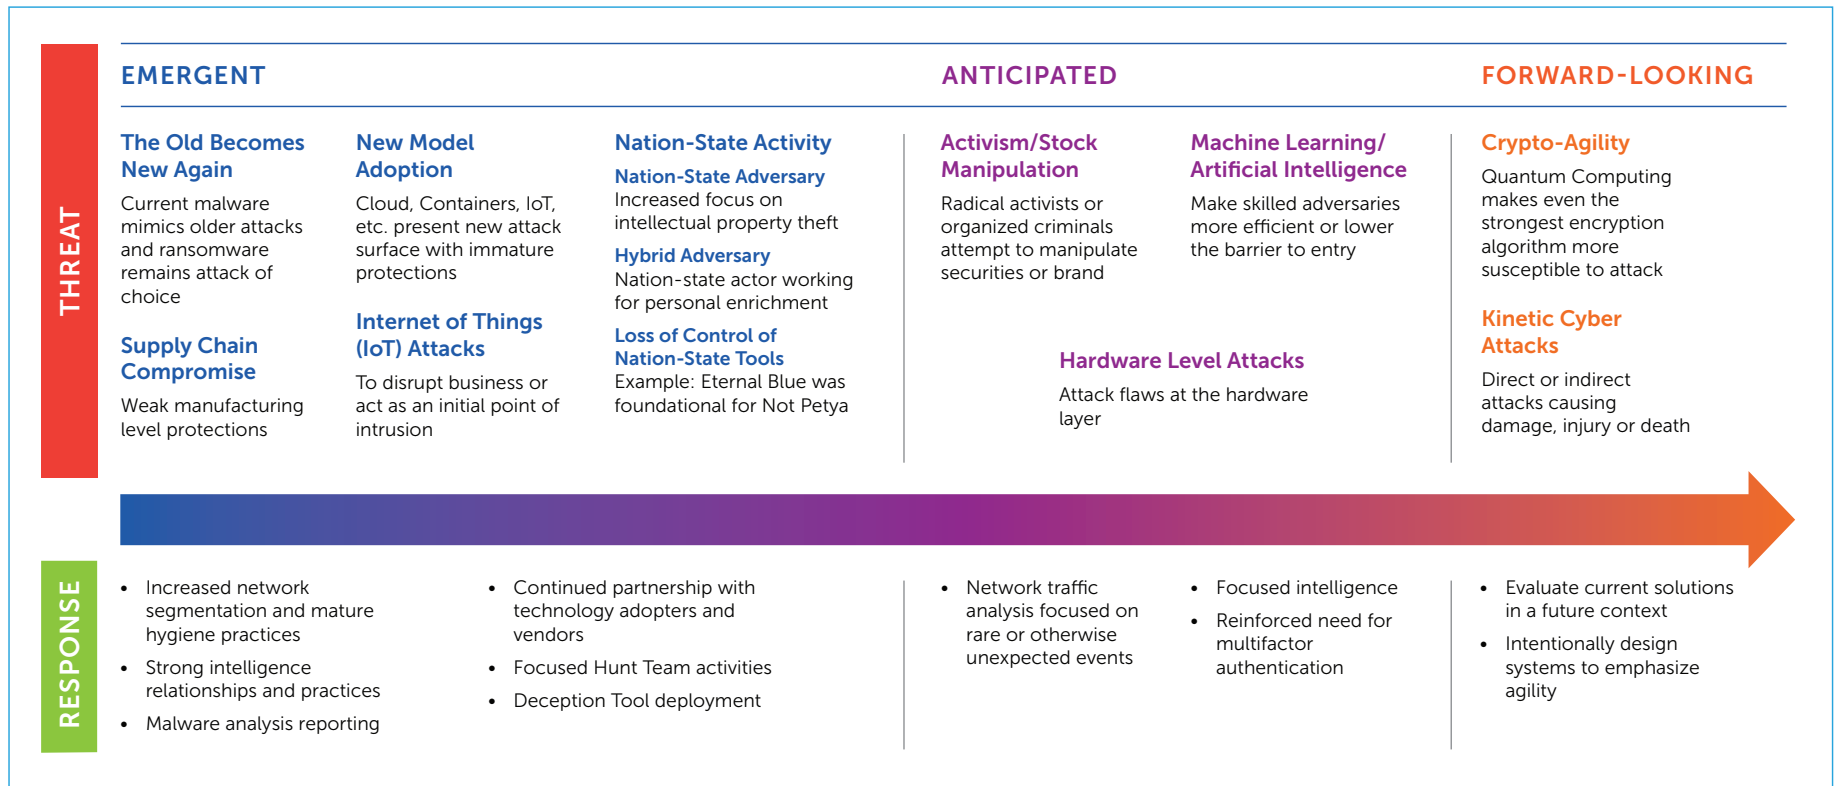 THREAT
EMERGENT
The Old Becomes
New Again
Current malware
mimics older attacks
and ransomware
remains attack of
choice
Supply Chain
Compromise
Weak manufacturing
level protections
New Model
Adoption
Cloud, Containers, IoT,
etc. present new attack
surface with immature
protections
Internet of Things
(IoT) Attacks
To disrupt business or
act as an initial point of
intrusion
Nation-State Activity
Nation-State Adversary
Increased focus on
intellectual property theft
Hybrid Adversary
Nation-state actor working
for personal enrichment
Loss of Control of
Nation-State Tools
Example: Eternal Blue was
foundational for Not Petya
ANTICIPATED
Activism/Stock
Manipulation
Radical activists or
organized criminals
attempt to manipulate
securities or brand
Machine Learning/
Artificial Intelligence
Make skilled adversaries
more efficient or lower
the barrier to entry
Hardware Level Attacks
Attack flaws at the hardware
layer
FORWARD-LOOKING
Crypto-Agility
Quantum Computing
makes even the
strongest encryption
algorithm more
susceptible to attack
Kinetic Cyber
Attacks
Direct or indirect
attacks causing
damage, injury or death
RESPONSE
• Increased network
segmentation and mature
hygiene practices
• Strong intelligence
relationships and practices
• Malware analysis reporting
• Continued partnership with
technology adopters and
vendors
• Focused Hunt Team activities
• Deception Tool deployment
• Network traffic
analysis focused on
rare or otherwise
unexpected events
• Focused intelligence
• Reinforced need for
multifactor
authentication
• Evaluate current solutions
in a future context
• Intentionally design
systems to emphasize
agility